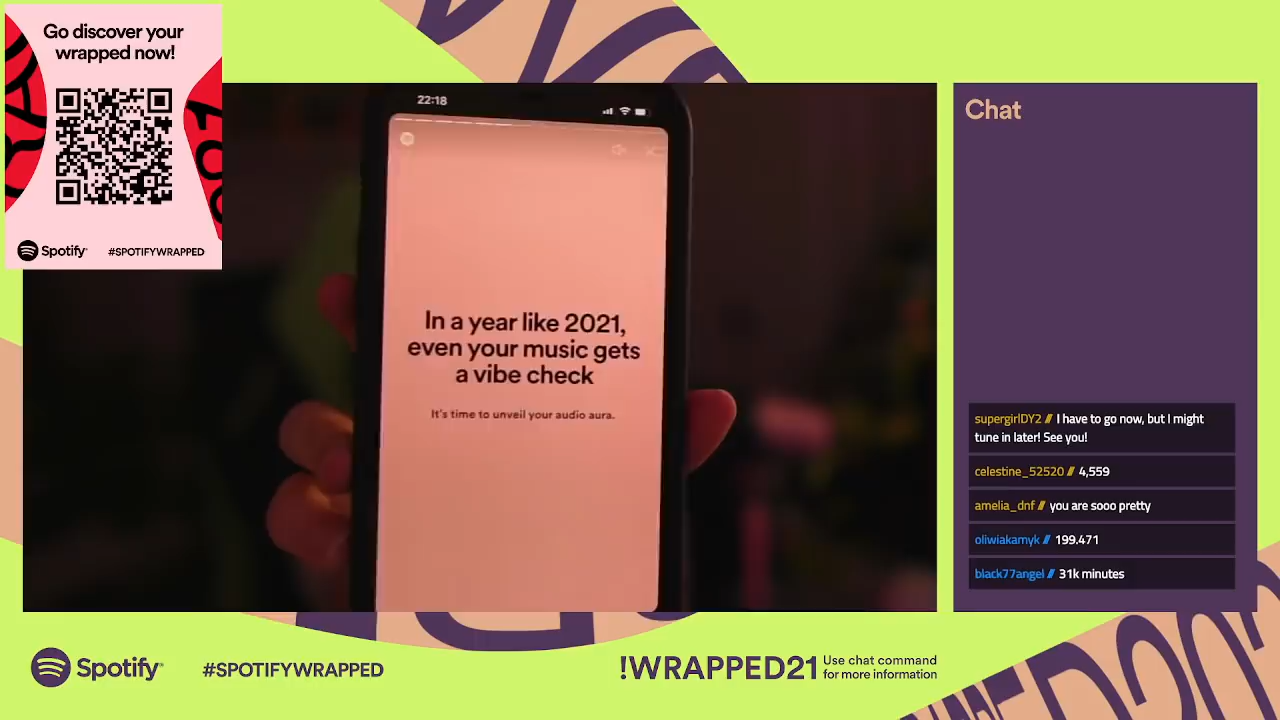 Go discover your
wrapped now!
Spotify
#SPOTIFYWRAPPED
22:18
In a year like 2021,
even your music gets
a vibe check
It's time to unveil your audio aura.
Chat
supergirlDY2 // I have to go now, but I might
tune in later! See you!
celestine_52520 // 4,559
amelia_dnf // you are sooo pretty
oliwiakamyk // 199.471
black77angel // 31k minutes
Spotify
#SPOTIFYWRAPPED
!WRAPPED21
Use chat command
for more information